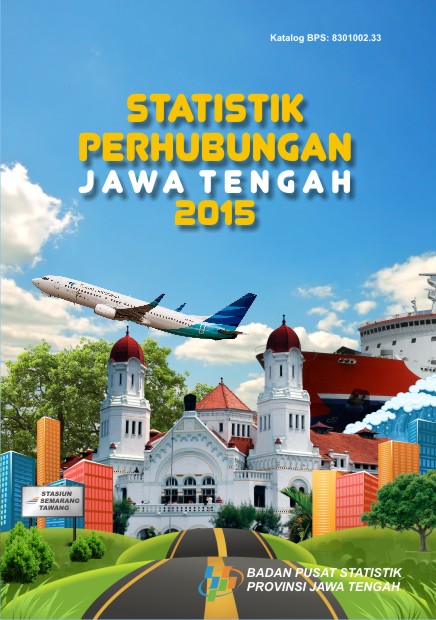 Katalog BPS: 8301002.33
STATISTIK
PERHUBUNGAN
JAWA TENGAH
2015
STASIUN
SEMARANG
TAWANG
BADAN PUSAT STATISTIK
PROVINSI JAWA TENGAH